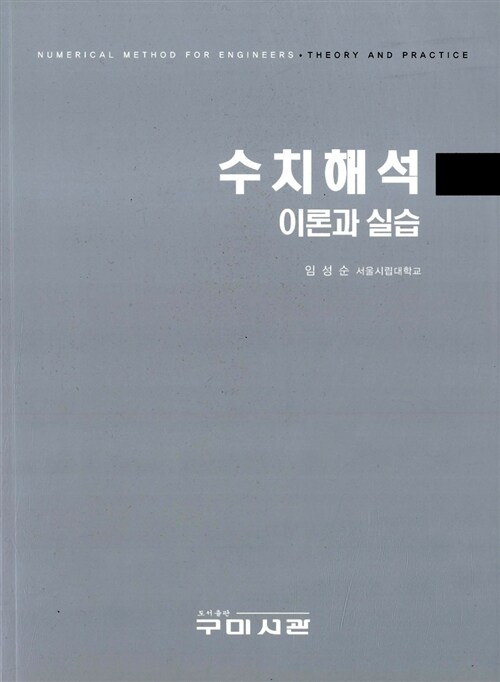 NUMERICAL METHOD FOR ENGINEERS • THEORY AND PRACTICE
수치해석
이론과 실습
임성순 서울시립대학교
도서출판
구미서관